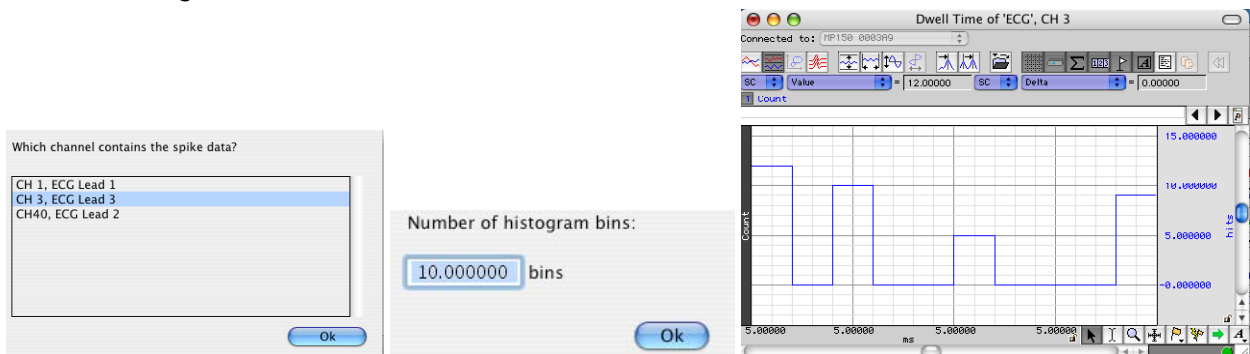 Which channel contains the spike data?
CH 1, ECG Lead 1
CH 3, ECG Lead 3
CH40, ECG Lead 2
Ok
Number of histogram bins:
10.000000 bins
Ok
Dwell Time of 'ECG', CH 3
Connected to: MP150 0003A9
SC Value = 12.00000 SC Delta = 0.00000
1 Count
15.000000
10.000000
5.000000
-0.000000
Count
hits
5.00000 5.00000 5.00000 5.00000
ms